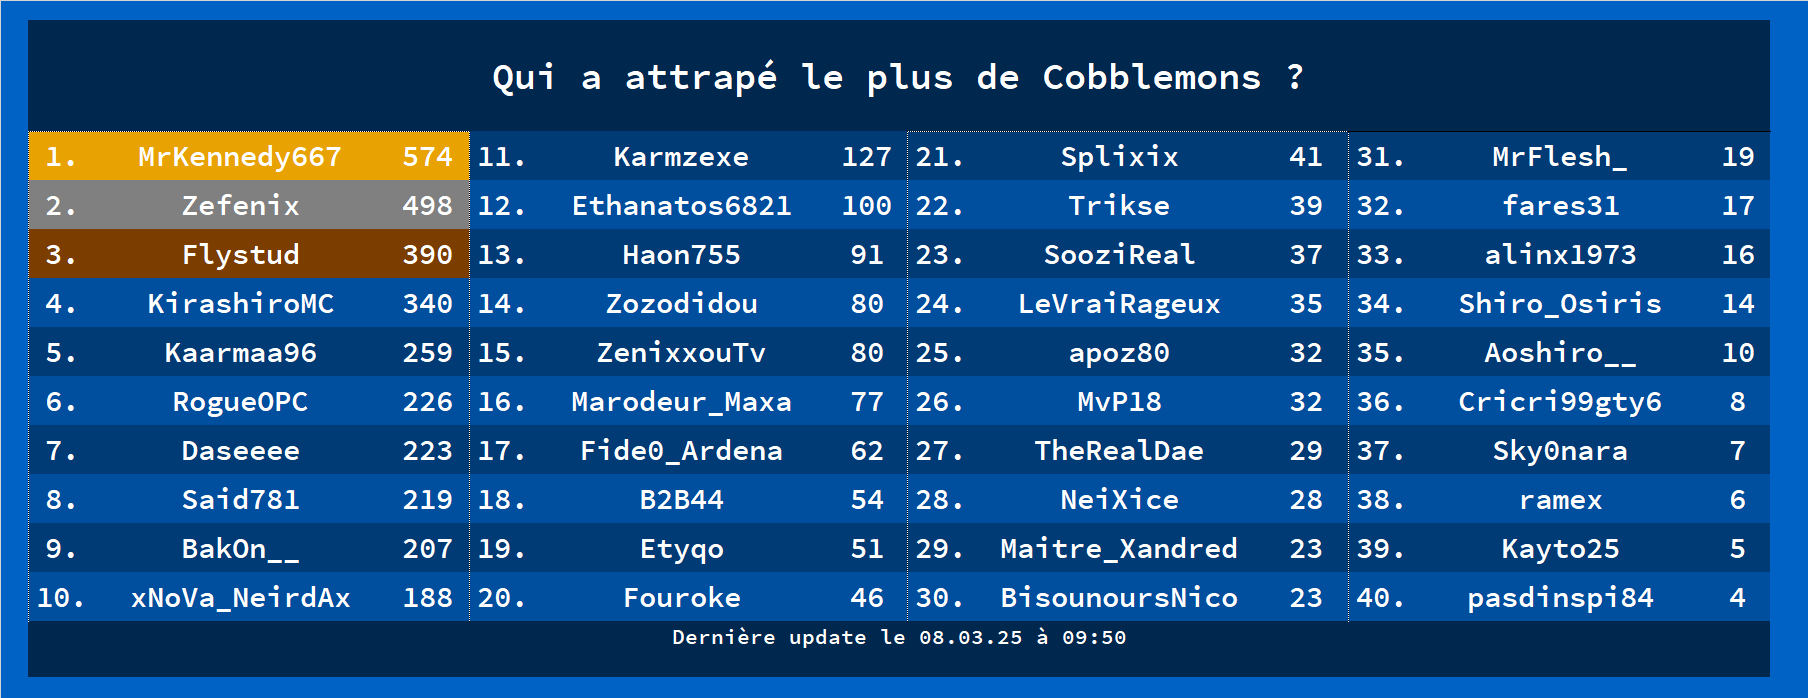 Qui a attrapé le plus de Cobblemons ?
1. MrKennedy667 574 11. Karmzexe 127 21. Splixix 41 31. MrFlesh_ 19
2. Zefenix 498 12. Ethanatos6821 100 22. Trikse 39 32. fares31 17
3. Flystud 390 13. Haon755 91 23. SooziReal 37 33. alinx1973 16
4. KirashiroMC 340 14. Zozodidou 80 24. LeVraiRageux 35 34. Shiro_Osiris 14
5. Kaarmaa96 259 15. ZenixxouTv 80 25. apoz80 32 35. Aoshiro__ 10
6. RogueOPC 226 16. Marodeur_Maxa 77 26. MvP18 32 36. Cricri99gty6 8
7. Daseeee 223 17. Fide0_Ardena 62 27. TheRealDae 29 37. Sky0nara 7
8. Said781 219 18. B2B44 54 28. NeiXice 28 38. ramex 6
9. BakOn__ 207 19. Etyqo 51 29. Maitre_Xandred 23 39. Kayto25 5
10. xNoVa_NeirdAx 188 20. Fouroke 46 30. BisounoursNico 23 40. pasdinspi84 4
Dernière update le 08.03.25 à 09:50